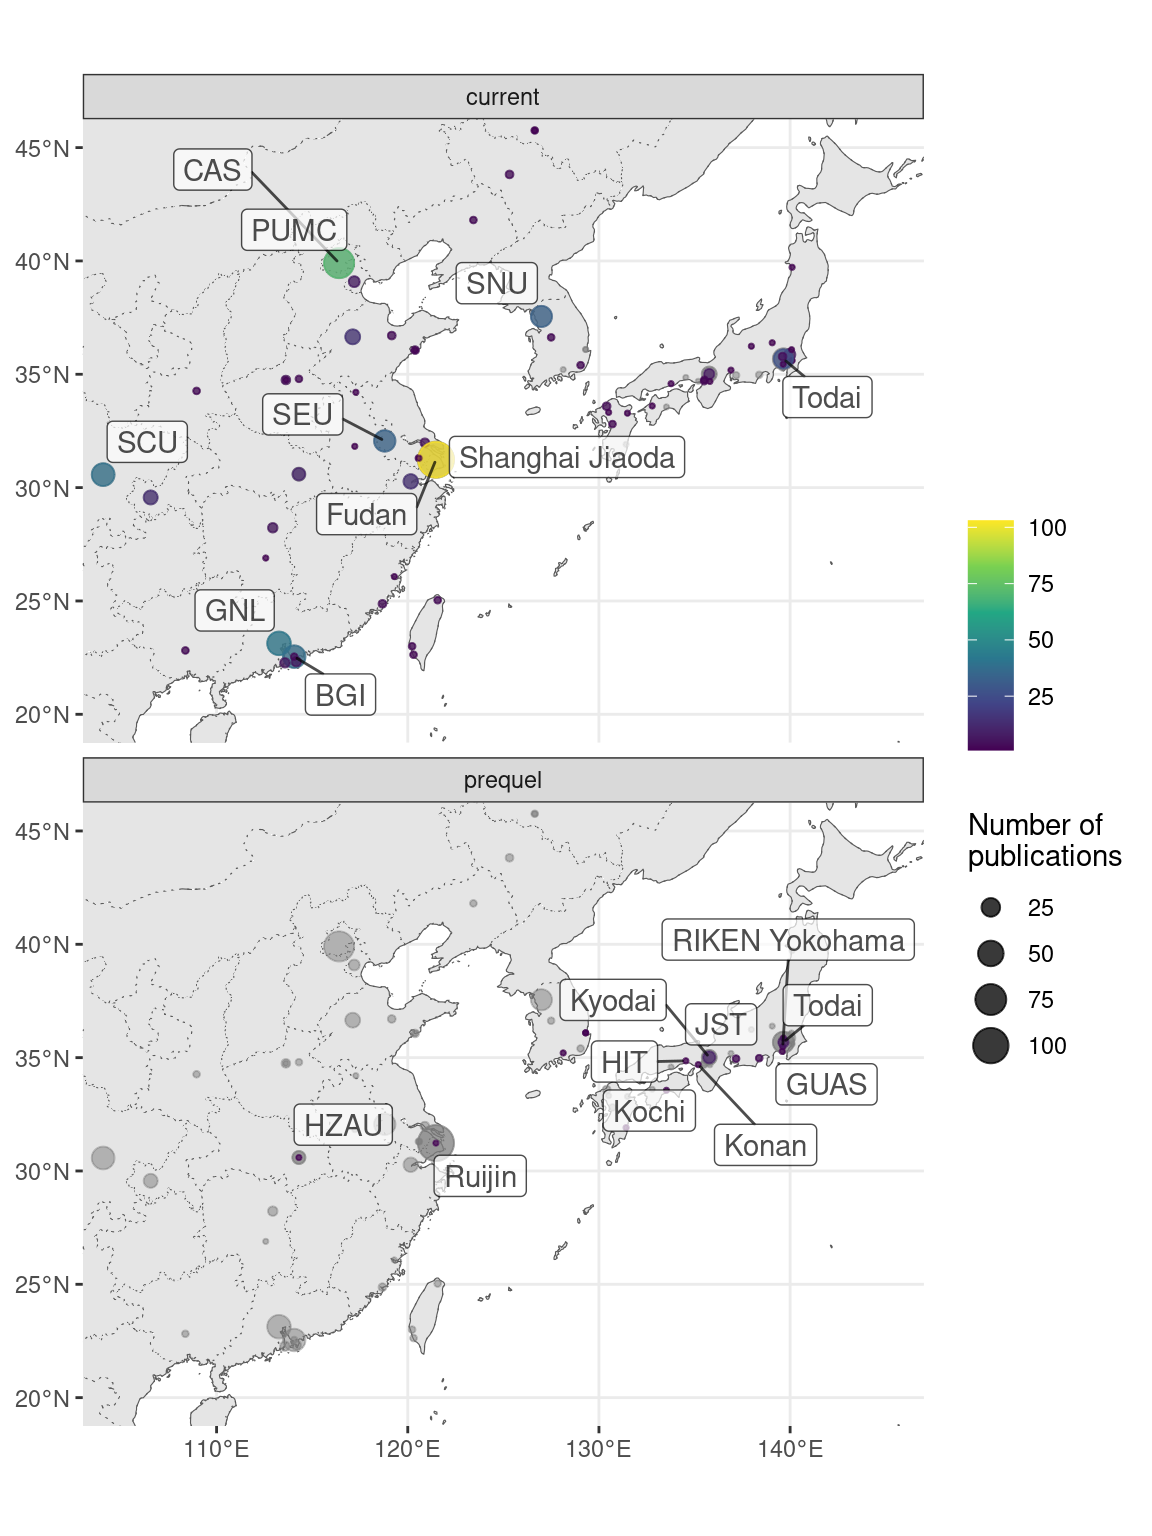 current
45°N
40°N
35°N
30°N
25°N
20°N
CAS
PUMC
SNU
Todai
SEU
SCU
Shanghai Jiaoda
Fudan
GNL
BGI
100
75
50
25
prequel
45°N
40°N
35°N
30°N
25°N
20°N
RIKEN Yokohama
Kyodai
Todai
JST
HIT
GUAS
Kochi
HZAU
Konan
Ruijin
110°E
120°E
130°E
140°E
Number of
publications
25
50
75
100